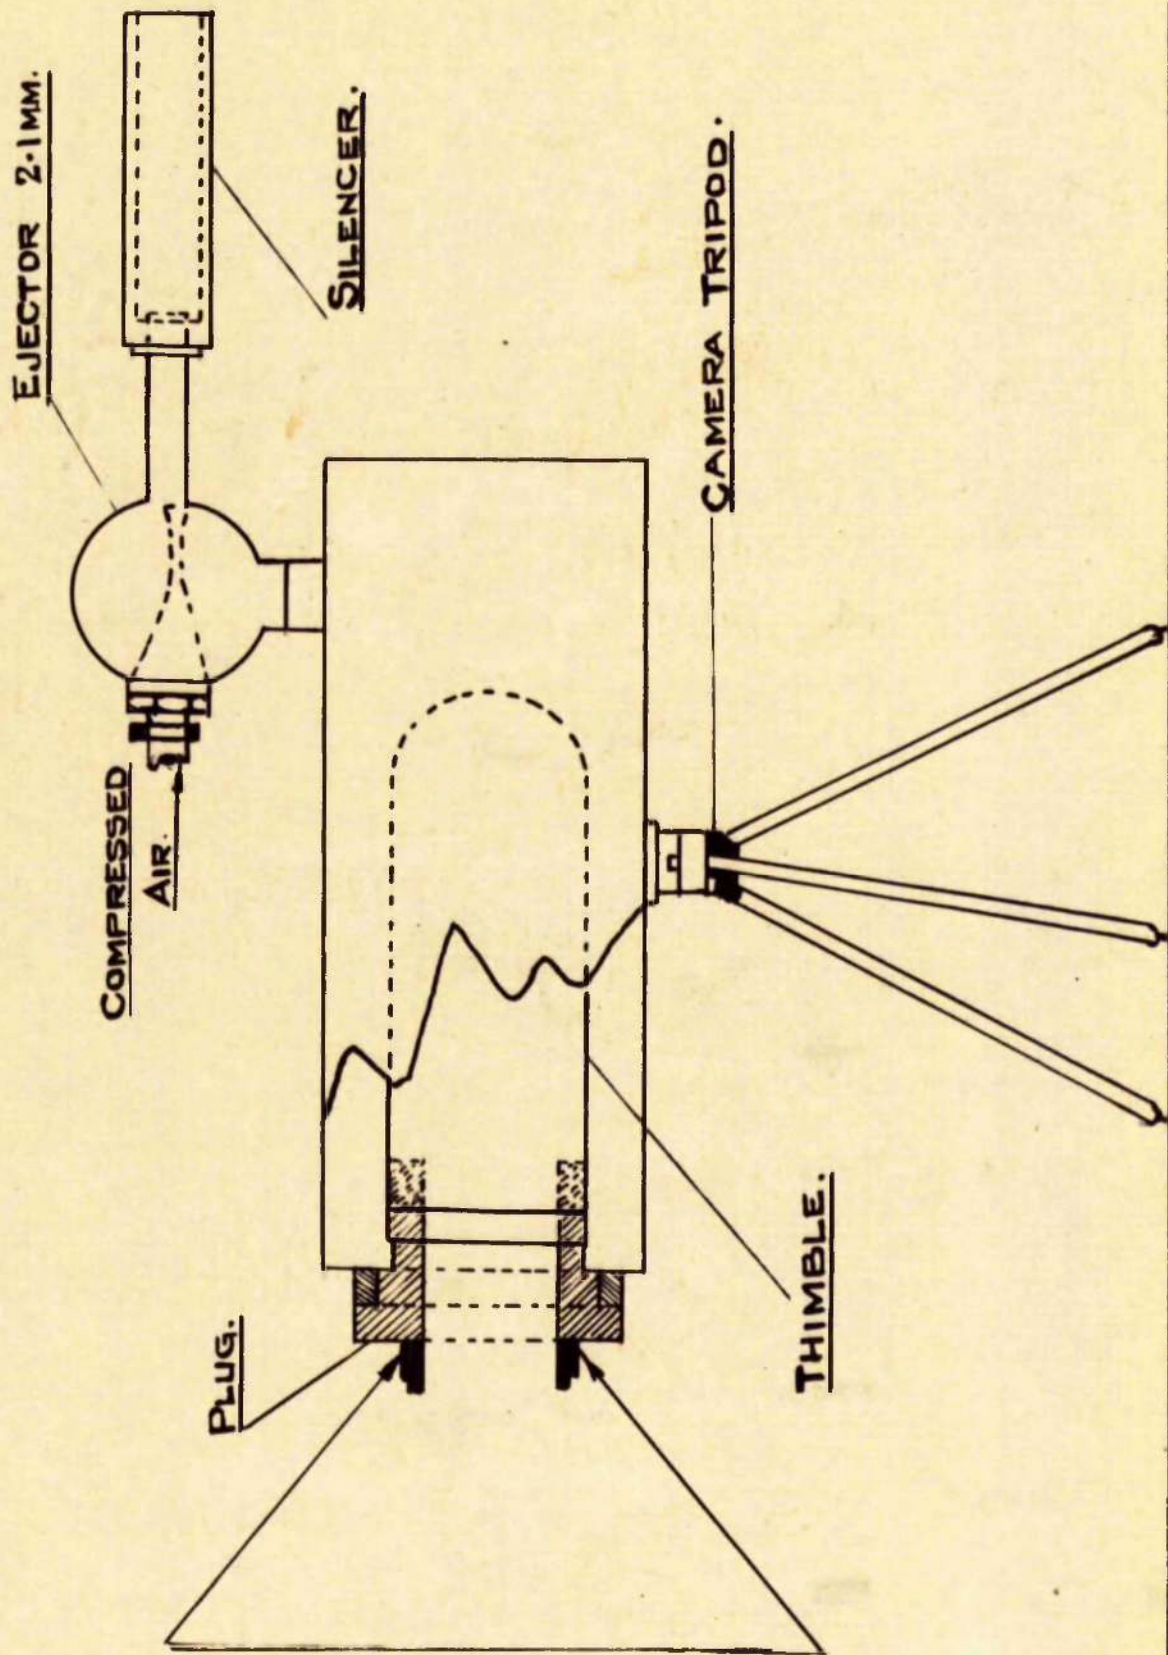 EJECTOR 2·1MM.
SILENCER.
COMPRESSED
AIR.
CAMERA TRIPOD.
PLUG.
THIMBLE.